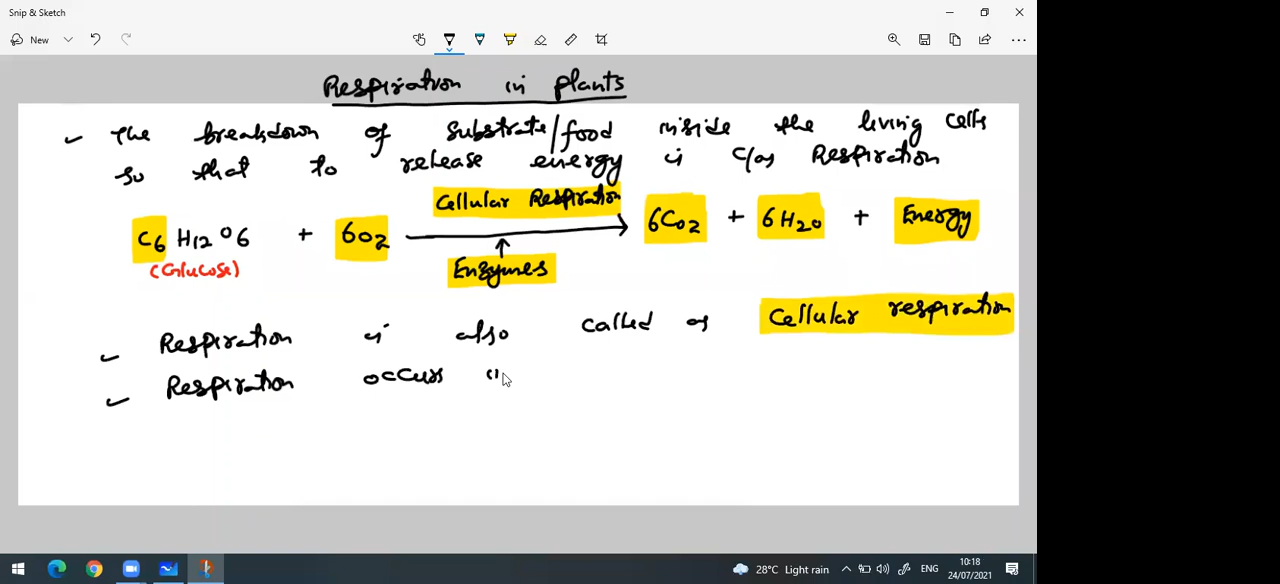 Snip & Sketch
New
Respiration in plants
The breakdown of substrate/food inside the living cells
so that to release energy is c/as Respiration
Cellular Respiration
C6 H12 O6 + 6O2 6CO2 + 6H2O + Energy
(Glucose)
Enzymes
Respiration is also called as Cellular respiration
Respiration occurs
28°C Light rain
ENG
10:18
24/07/2021